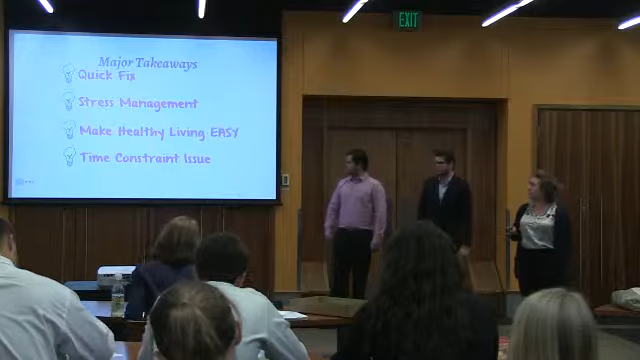 EXIT
Major Takeaways
Quick Fix
Stress Management
Make Healthy Living EASY
Time Constraint Issue